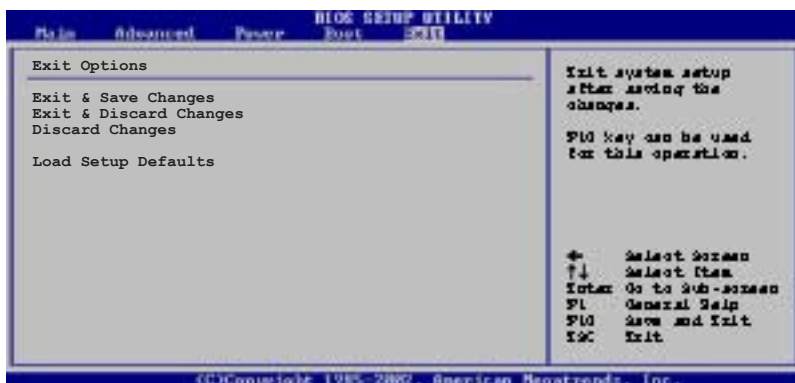 BIOS SETUP UTILITY
Main Advanced Power Boot Exit
Exit Options
Exit & Save Changes
Exit & Discard Changes
Discard Changes
Load Setup Defaults
Exit system setup
after saving the
changes.
F10 key can be used
for this operation.
← Select Screen
↑↓ Select Item
Enter Go to Sub-screen
F1 General Help
F10 Save and Exit
ESC Exit
(C)Copyright 1985-2002, American Megatrends, Inc.